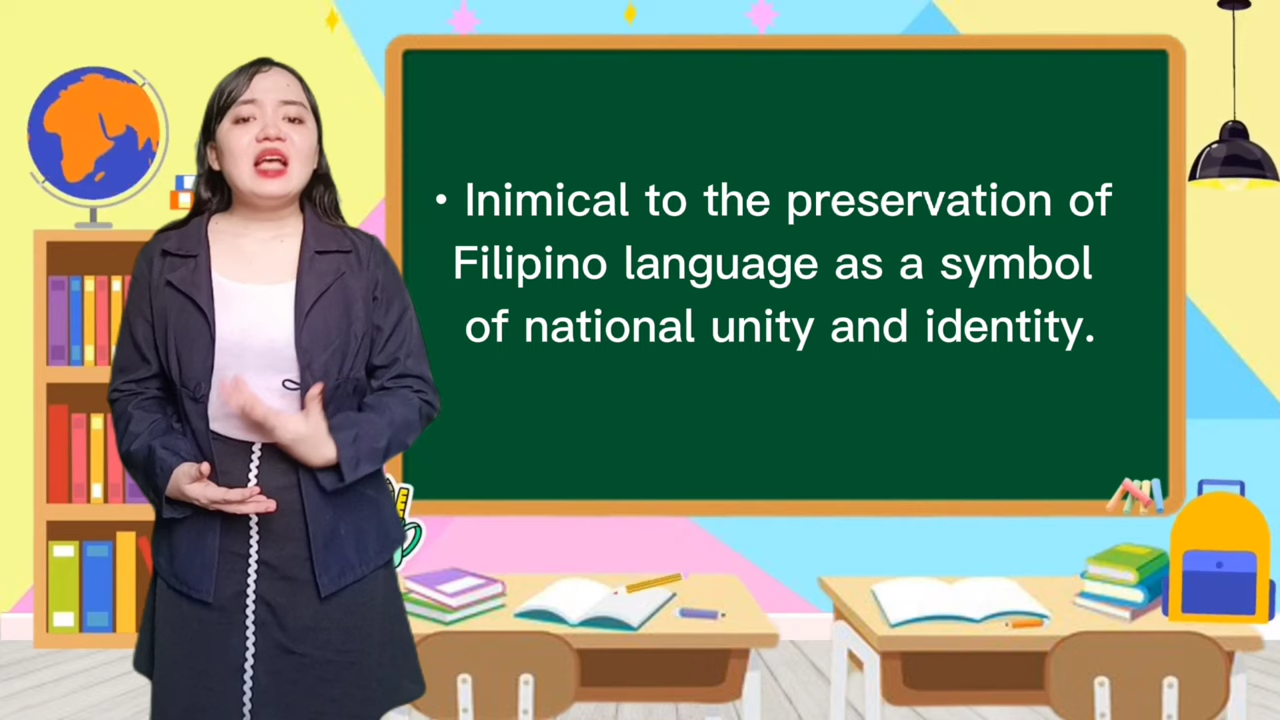 • Inimical to the preservation of
Filipino language as a symbol
of national unity and identity.